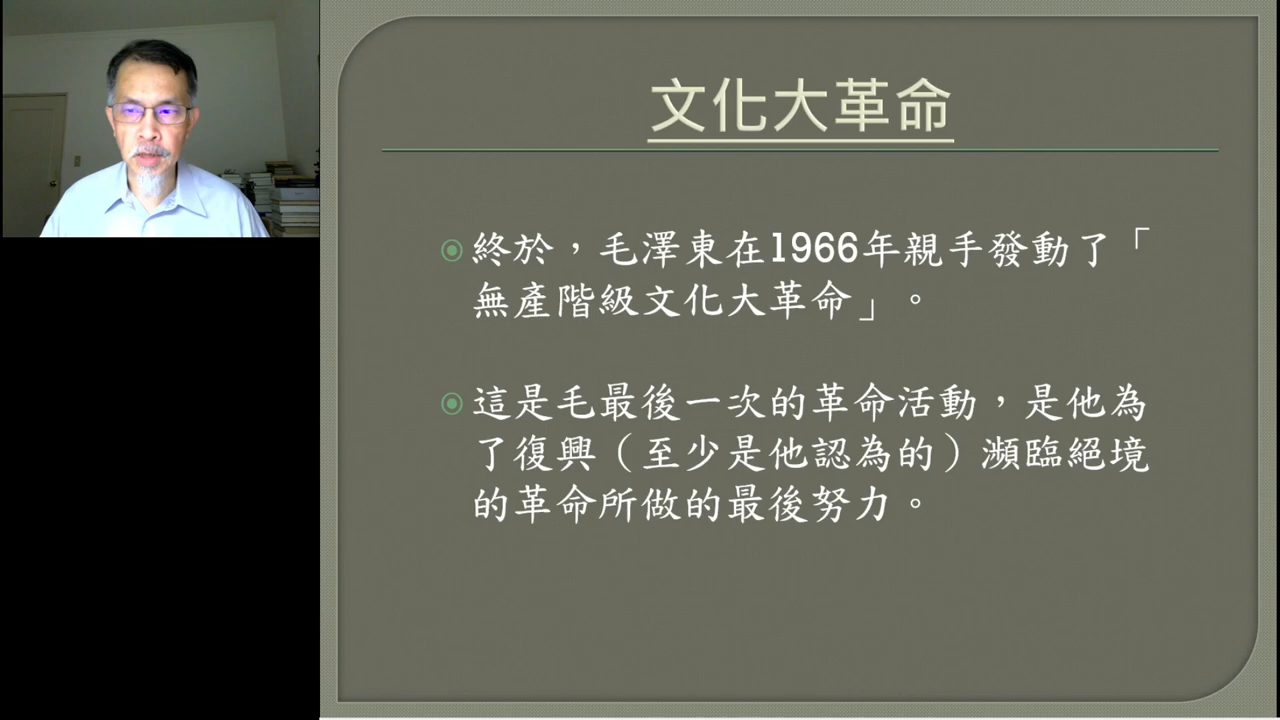 文化大革命
終於，毛澤東在1966年親手發動了「
無產階級文化大革命」。
這是毛最後一次的革命活動，是他為
了復興（至少是他認為的）瀕臨絕境
的革命所做的最後努力。